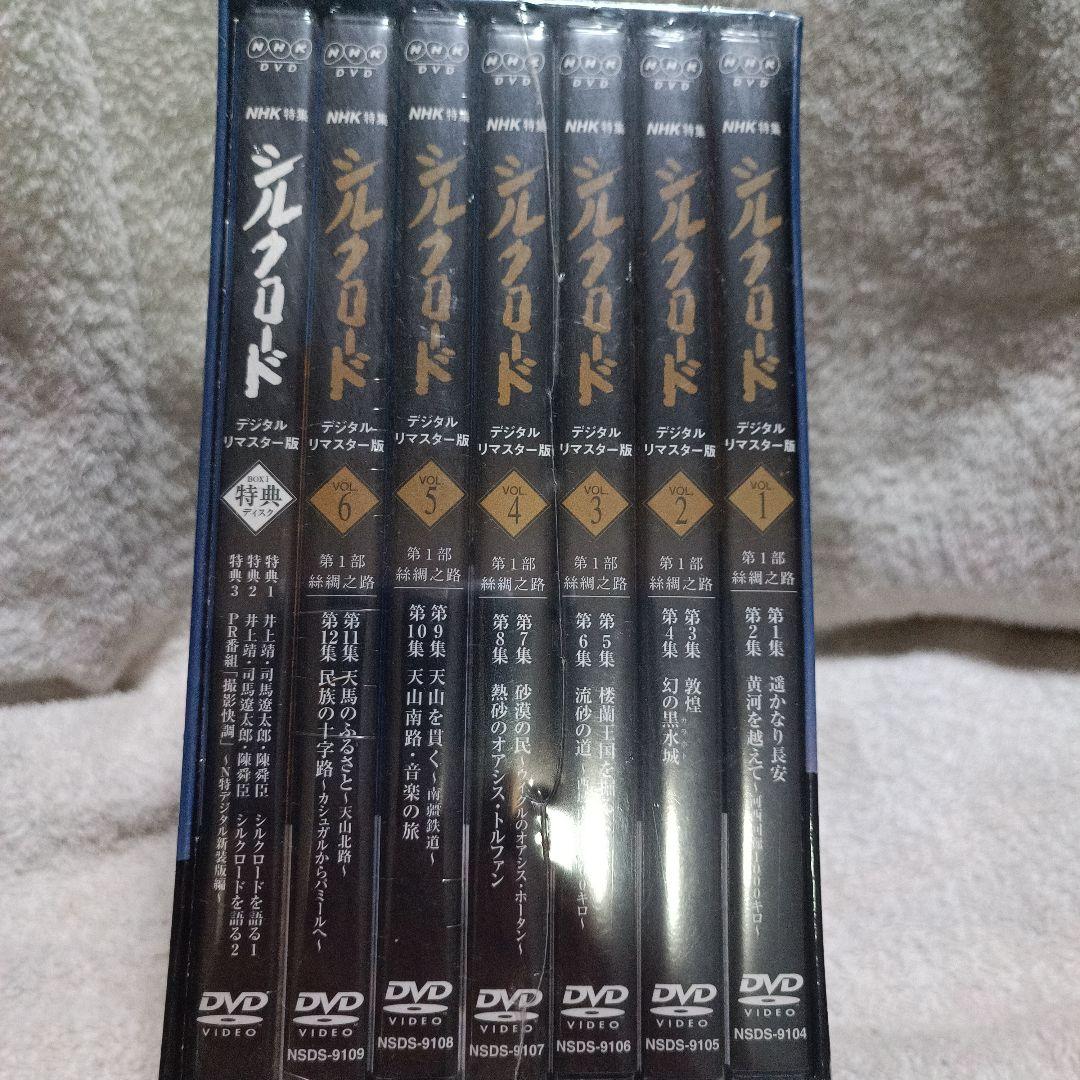 NHK
DVD
NHK特集
シルクロード
デジタル
リマスター版
BOX1
特典
ディスク
特典1 井上靖・司馬遼太郎・陳舜臣 シルクロードを語る1
特典2 井上靖・司馬遼太郎・陳舜臣 シルクロードを語る2
特典3 PR番組「撮影快調」~N特デジタル新装版編~
DVD
VIDEO
NHK
DVD
NHK特集
シルクロード
デジタル
リマスター版
VOL.
6
第1部
絲綢之路
第11集 天馬のふるさと~天山北路~
第12集 民族の十字路~カシュガルからパミールへ~
DVD
VIDEO
NSDS-9109
NHK
DVD
NHK特集
シルクロード
デジタル
リマスター版
VOL.
5
第1部
絲綢之路
第9集 天山を貫く~南疆鉄道~
第10集 天山南路・音楽の旅
DVD
VIDEO
NSDS-9108
NHK
DVD
NHK特集
シルクロード
デジタル
リマスター版
VOL.
4
第1部
絲綢之路
第7集 砂漠の民~ウイグルのオアシス・ホータン~
第8集 熱砂のオアシス・トルファン
DVD
VIDEO
NSDS-9107
NHK
DVD
NHK特集
シルクロード
デジタル
リマスター版
VOL.
3
第1部
絲綢之路
第5集 楼蘭王国を
第6集 流砂の道
キロ~
DVD
VIDEO
NSDS-9106
NHK
DVD
NHK特集
シルクロード
デジタル
リマスター版
VOL.
2
第1部
絲綢之路
第3集 敦煌
第4集 幻の黒水城
DVD
VIDEO
NSDS-9105
NHK
DVD
NHK特集
シルクロード
デジタル
リマスター版
VOL.
1
第1部
絲綢之路
第1集 遥かなり長安
第2集 黄河を越えて~
キロ~
DVD
VIDEO
NSDS-9104